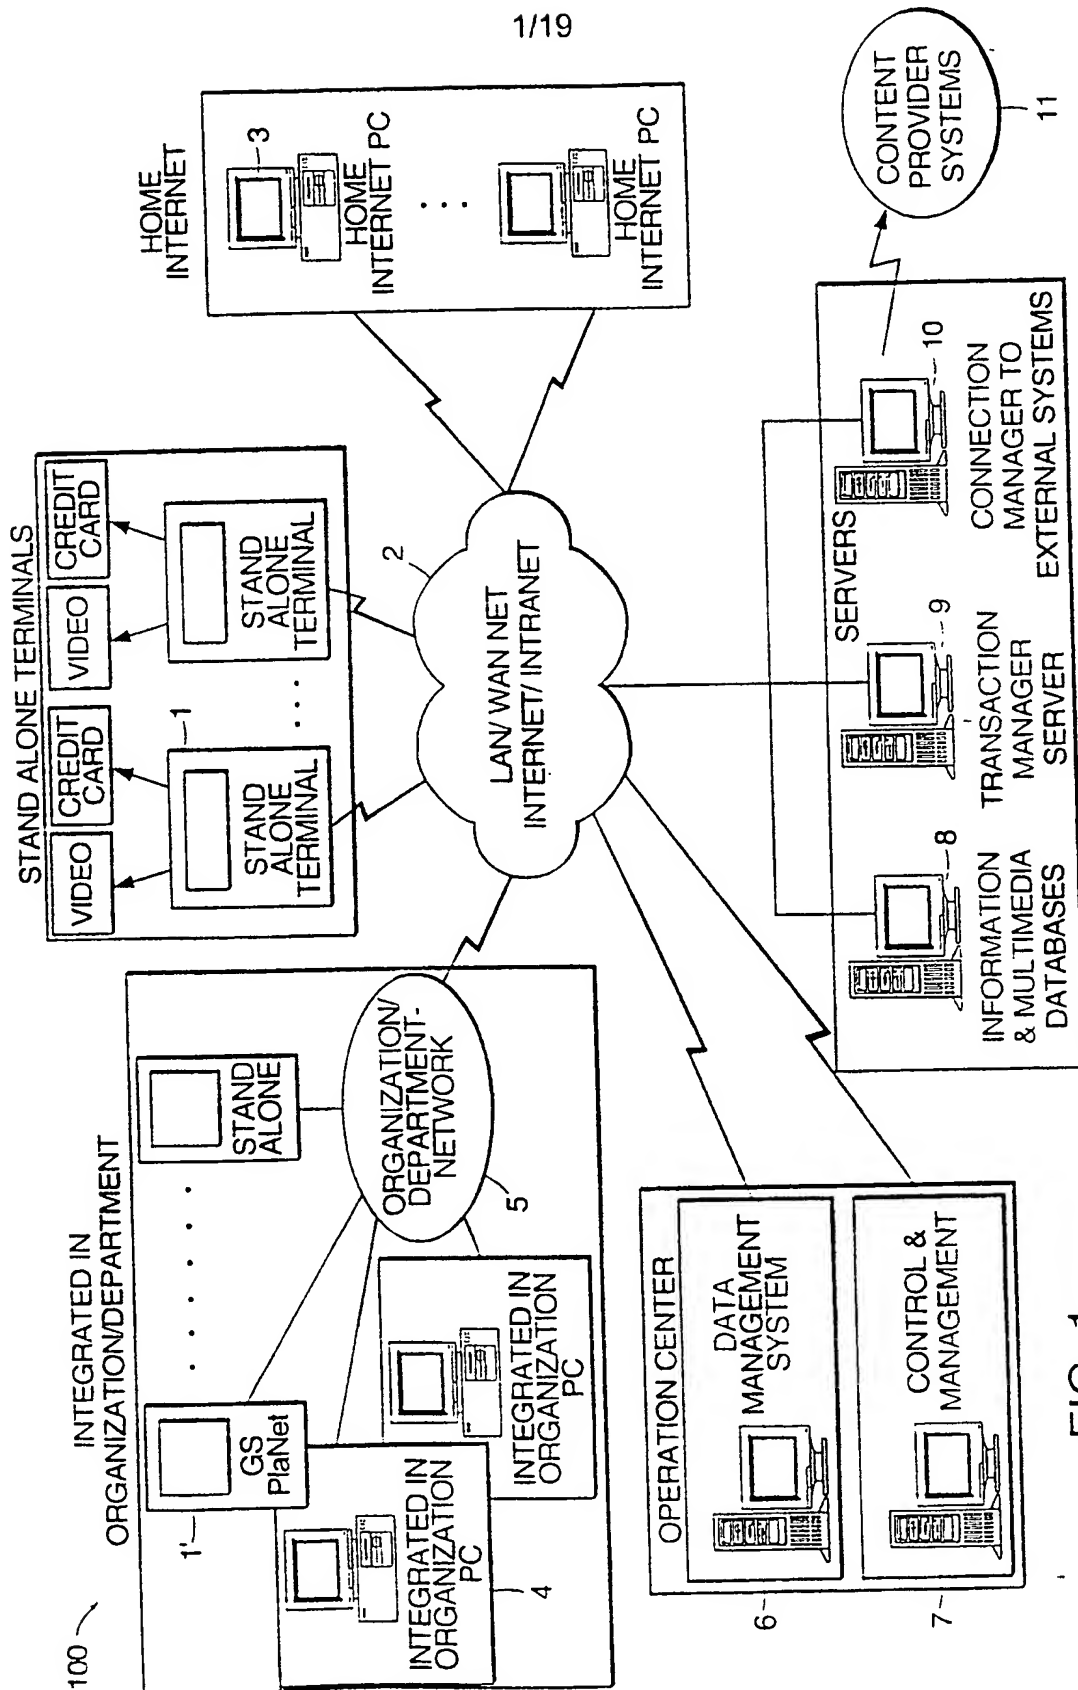 1/19
100
INTEGRATED IN
ORGANIZATION/DEPARTMENT
1'
GS
PlaNet
STAND
ALONE
INTEGRATED IN
ORGANIZATION
PC
4
INTEGRATED IN
ORGANIZATION
PC
ORGANIZATION/
DEPARTMENT-
NETWORK
5
STAND ALONE TERMINALS
VIDEO
CREDIT
CARD
VIDEO
CREDIT
CARD
1
STAND
ALONE
TERMINAL
STAND
ALONE
TERMINAL
HOME
INTERNET
3
HOME
INTERNET PC
HOME
INTERNET PC
2
LAN/WAN NET
INTERNET/INTRANET
OPERATION CENTER
6
DATA
MANAGEMENT
SYSTEM
7
CONTROL &
MANAGEMENT
SERVERS
8
INFORMATION
& MULTIMEDIA
DATABASES
9
TRANSACTION
MANAGER
SERVER
10
CONNECTION
MANAGER TO
EXTERNAL SYSTEMS
CONTENT
PROVIDER
SYSTEMS
11
FIG. 1